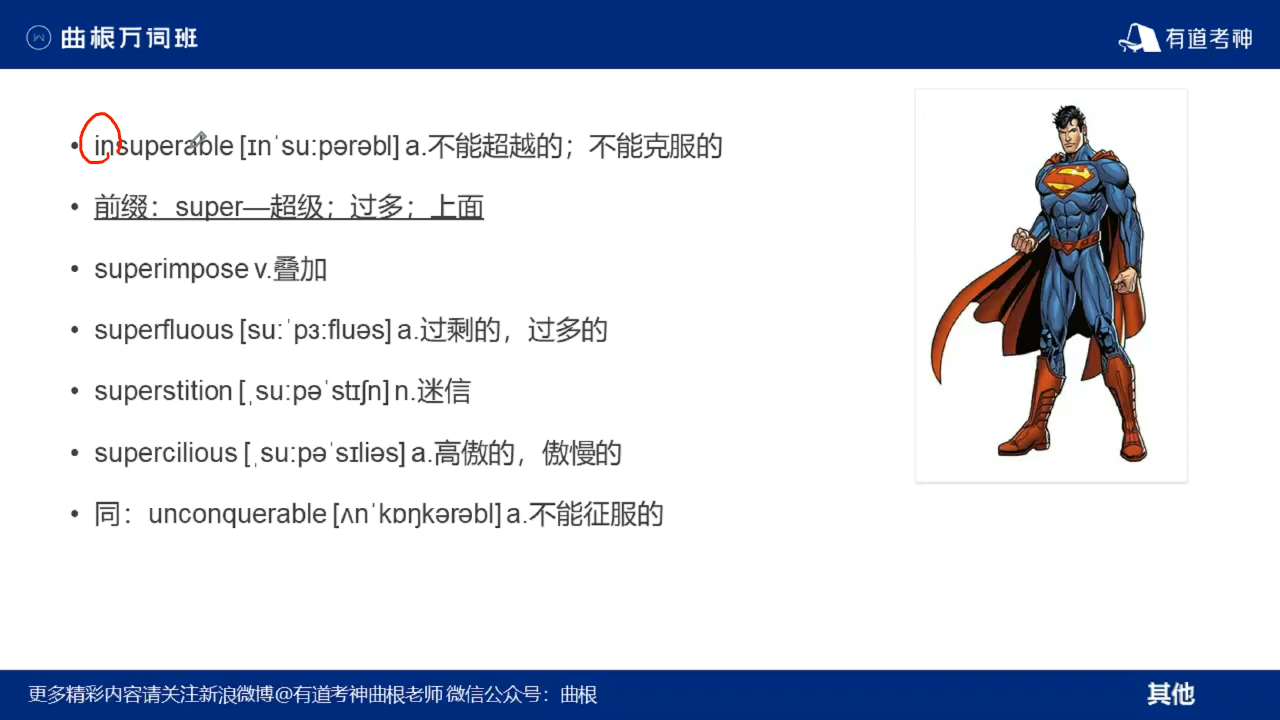 曲根万词班
有道考神
• insuperable [ɪnˈsuːpərəbl] a.不能超越的；不能克服的
• 前缀：super—超级；过多；上面
• superimpose v.叠加
• superfluous [suːˈpɜːfluəs] a.过剩的，过多的
• superstition [ˌsuːpəˈstɪʃn] n.迷信
• supercilious [ˌsuːpəˈsɪliəs] a.高傲的，傲慢的
• 同：unconquerable [ʌnˈkɒŋkərəbl] a.不能征服的
更多精彩内容请关注新浪微博@有道考神曲根老师 微信公众号：曲根
其他